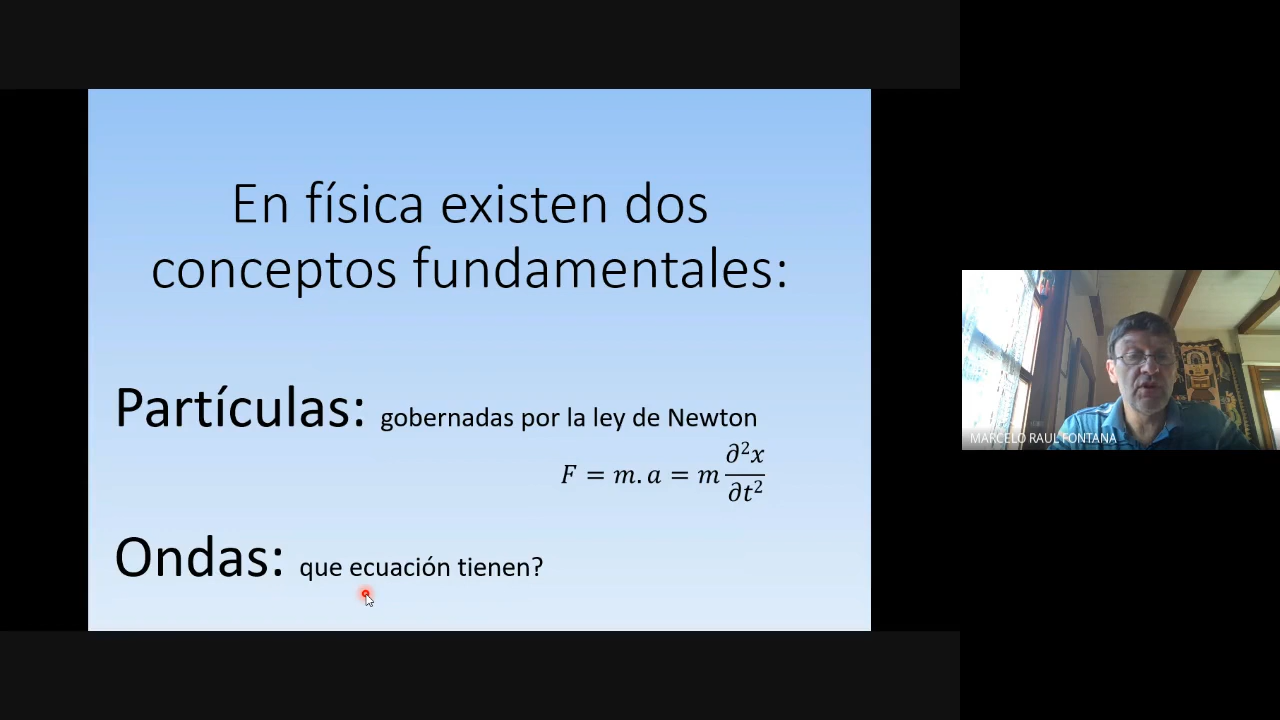 En física existen dos
conceptos fundamentales:
Partículas: gobernadas por la ley de Newton
F = m. a = m ∂²x/∂t²
Ondas: que ecuación tienen?
MARCELO RAUL FONTANA